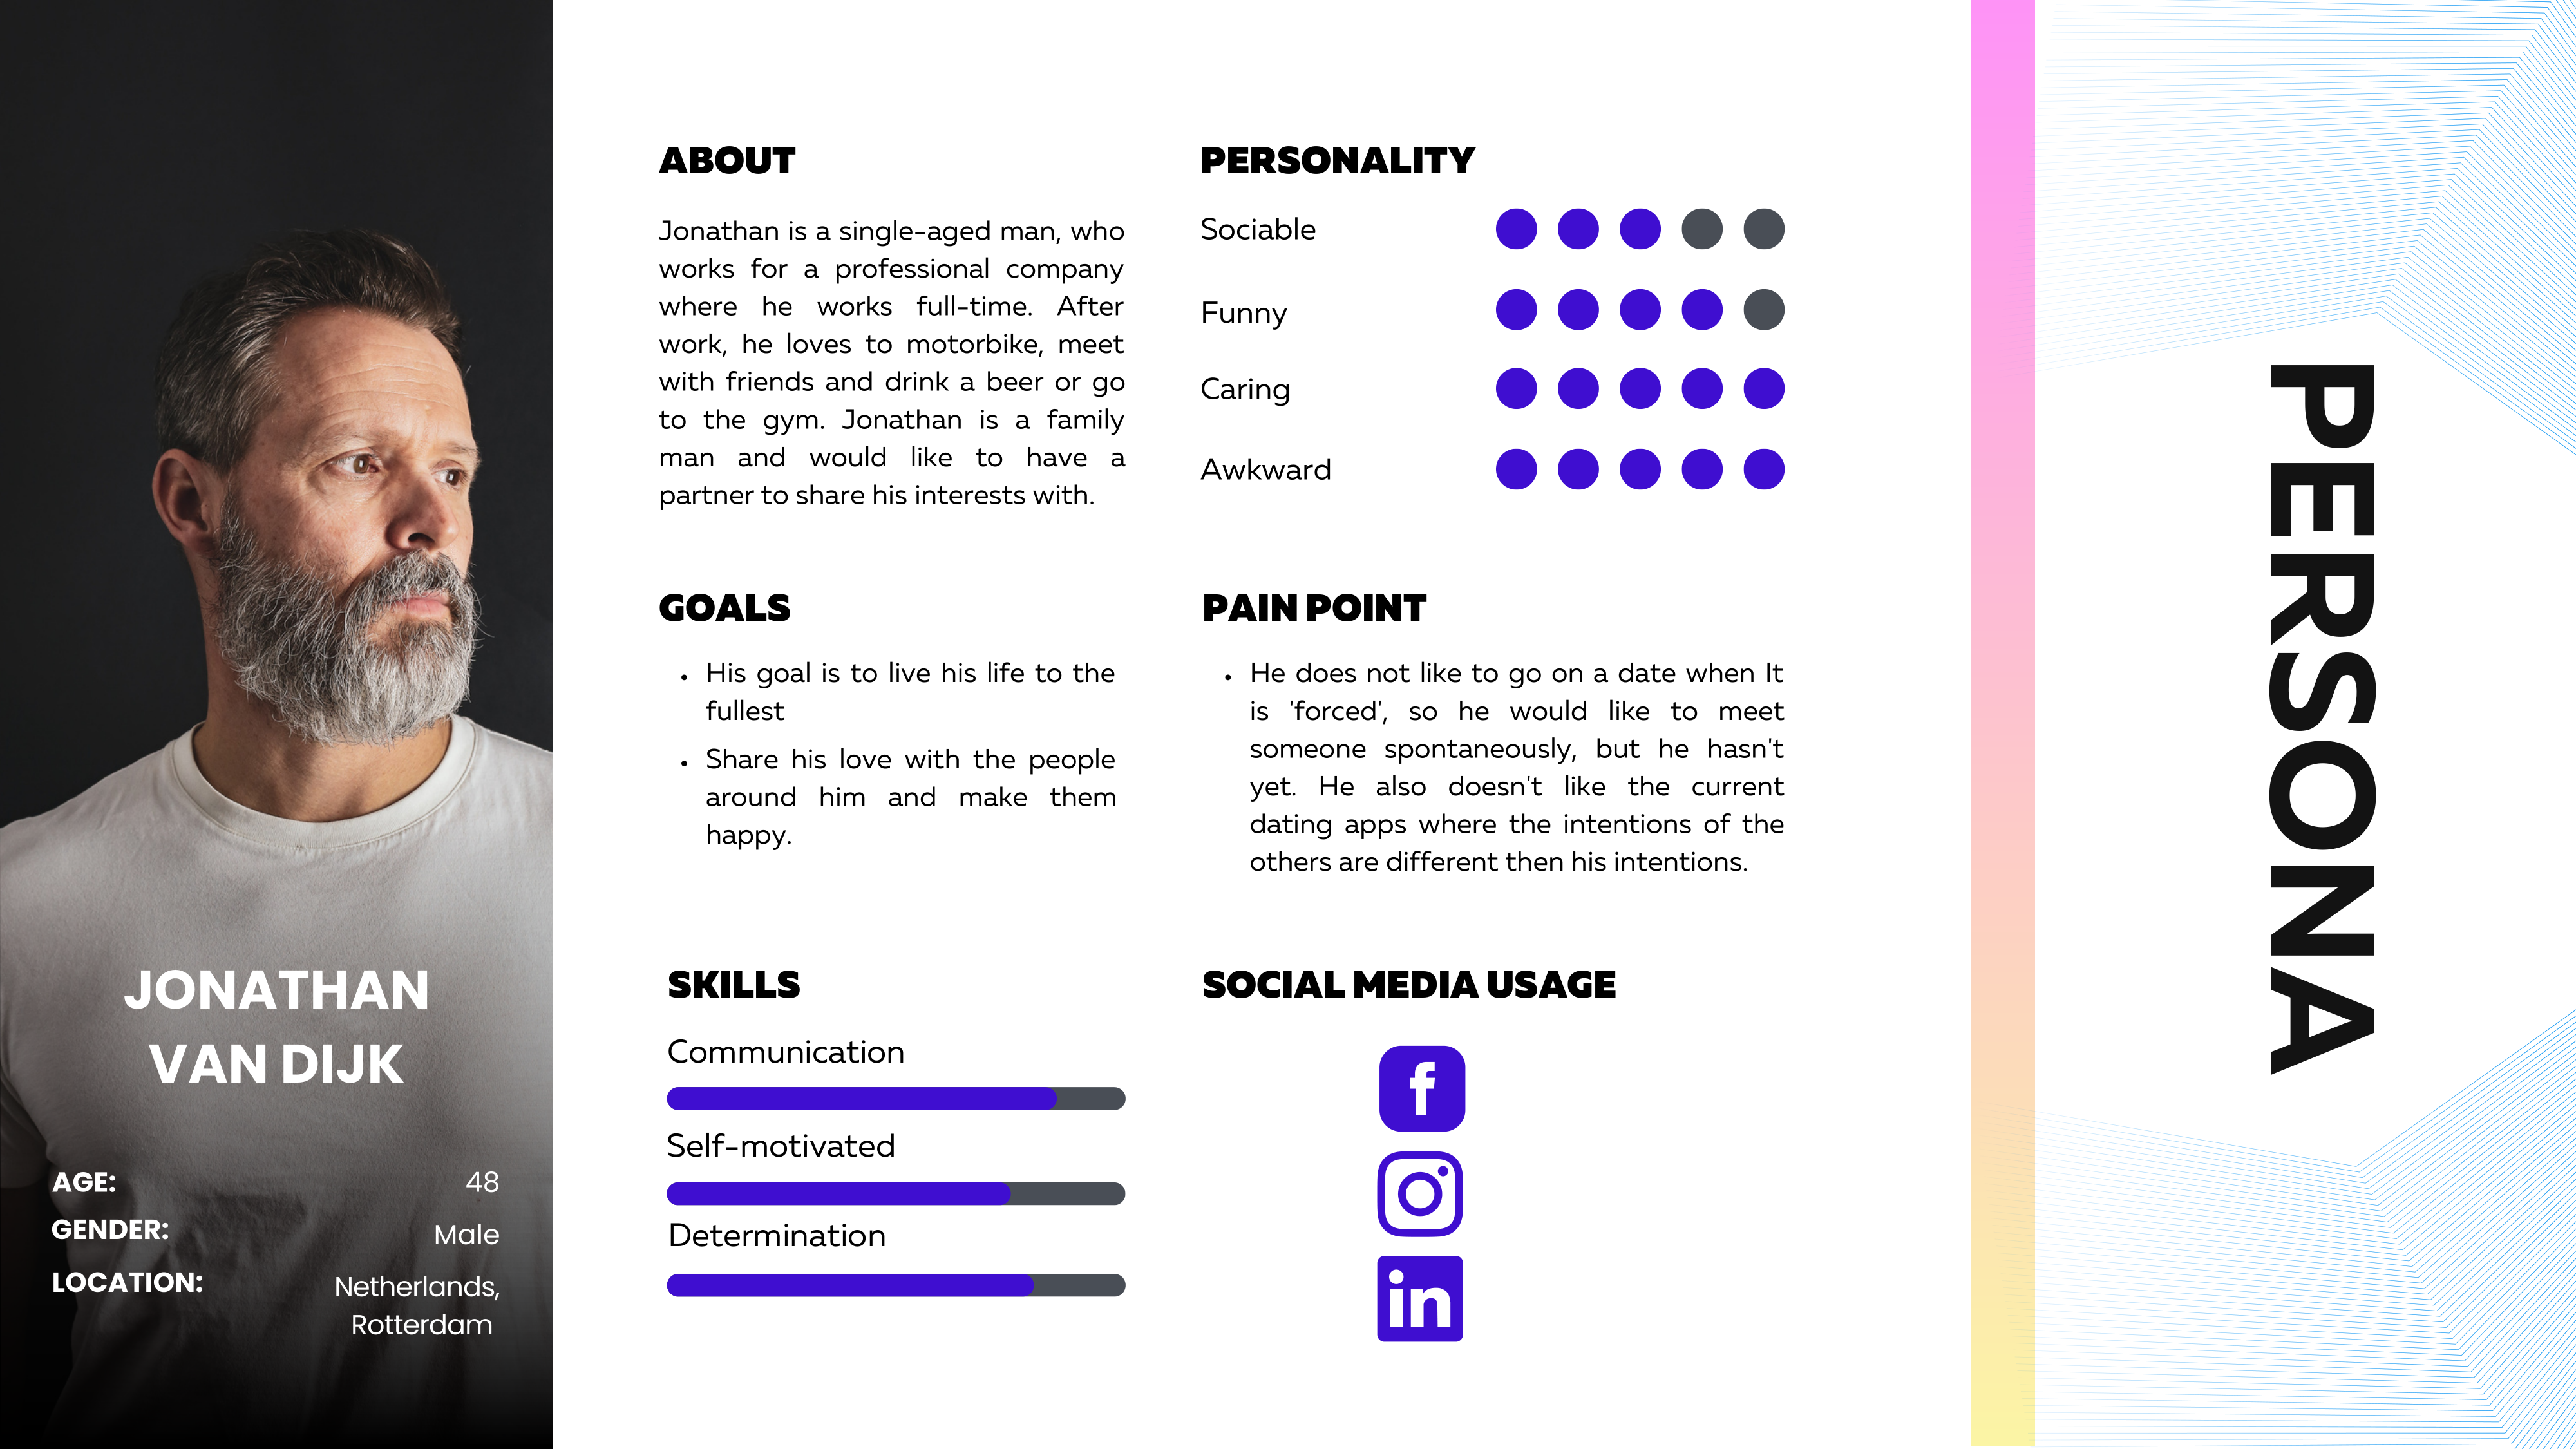 JONATHAN
VAN DIJK
AGE: 48
GENDER: Male
LOCATION: Netherlands,
Rotterdam
ABOUT
Jonathan is a single-aged man, who
works for a professional company
where he works full-time. After
work, he loves to motorbike, meet
with friends and drink a beer or go
to the gym. Jonathan is a family
man and would like to have a
partner to share his interests with.
PERSONALITY
Sociable
Funny
Caring
Awkward
GOALS
• His goal is to live his life to the
fullest
• Share his love with the people
around him and make them
happy.
PAIN POINT
• He does not like to go on a date when It
is 'forced', so he would like to meet
someone spontaneously, but he hasn't
yet. He also doesn't like the current
dating apps where the intentions of the
others are different then his intentions.
SKILLS
Communication
Self-motivated
Determination
SOCIAL MEDIA USAGE
f
in
PERSONA